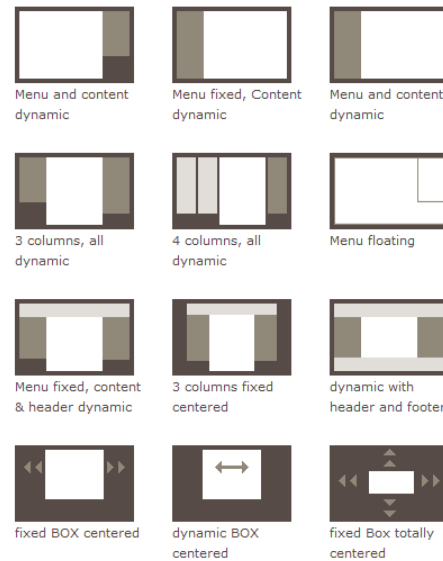 Menu and content
dynamic
Menu fixed, Content
dynamic
Menu and content
dynamic
3 columns, all
dynamic
4 columns, all
dynamic
Menu floating
Menu fixed, content
& header dynamic
3 columns fixed
centered
dynamic with
header and footer
fixed BOX centered
dynamic BOX
centered
fixed Box totally
centered